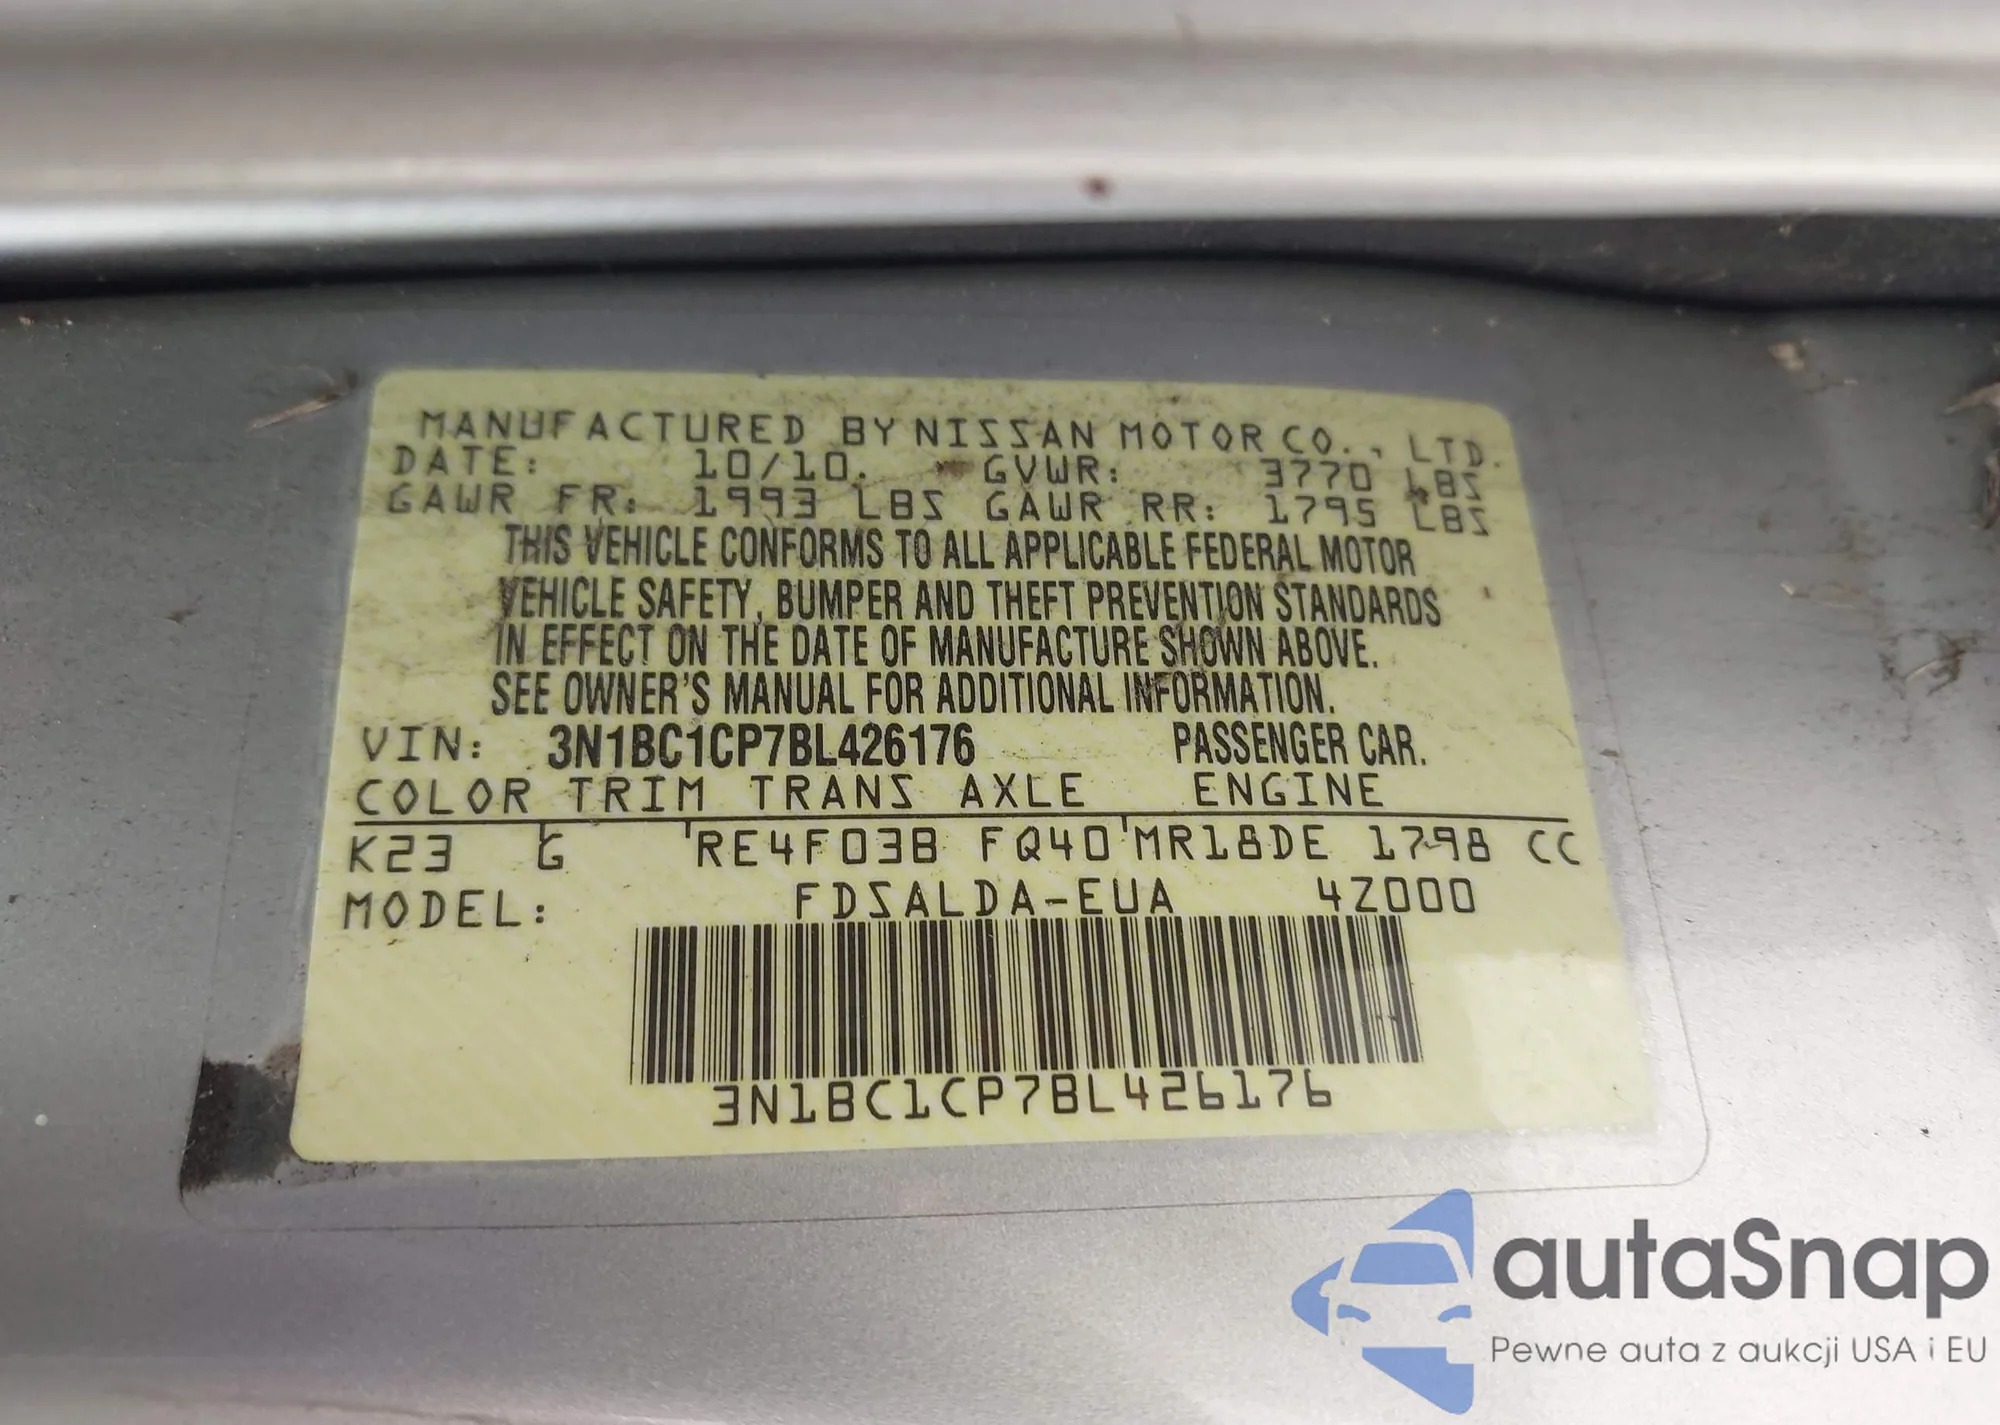 MANUFACTURED BY NISSAN MOTOR CO., LTD.
DATE: 10/10. GVWR: 3770 LBS
GAWR FR: 1993 LBS GAWR RR: 1795 LBS
THIS VEHICLE CONFORMS TO ALL APPLICABLE FEDERAL MOTOR
VEHICLE SAFETY, BUMPER AND THEFT PREVENTION STANDARDS
IN EFFECT ON THE DATE OF MANUFACTURE SHOWN ABOVE.
SEE OWNER'S MANUAL FOR ADDITIONAL INFORMATION.
VIN: 3N1BC1CP7BL426176 PASSENGER CAR.
COLOR TRIM TRANS AXLE ENGINE
K23 G RE4F03B FQ40 MR18DE 1798 CC
MODEL: FDSALDA-EUA 4Z000
3N1BC1CP7BL426176
autaSnap
Pewne auta z aukcji USA i EU